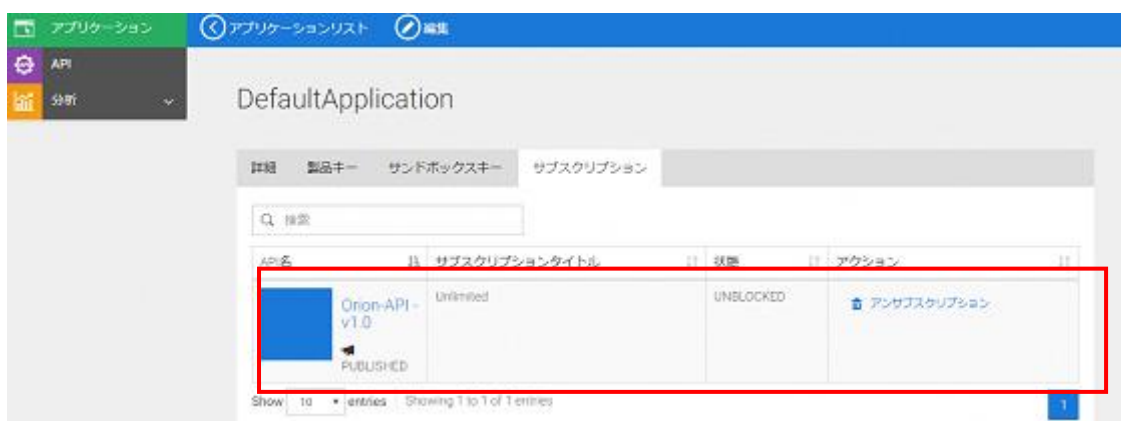 アプリケーション
アプリケーションリスト
編集
API
分析
DefaultApplication
詳細 製品キー サンドボックスキー サブスクリプション
検索
API名 サブスクリプションタイトル 状態 アクション
Orion-API - Unlimited UNBLOCKED アンサブスクリプション
v1.0
PUBLISHED
Show 10 entries Showing 1 to 1 of 1 entries
1